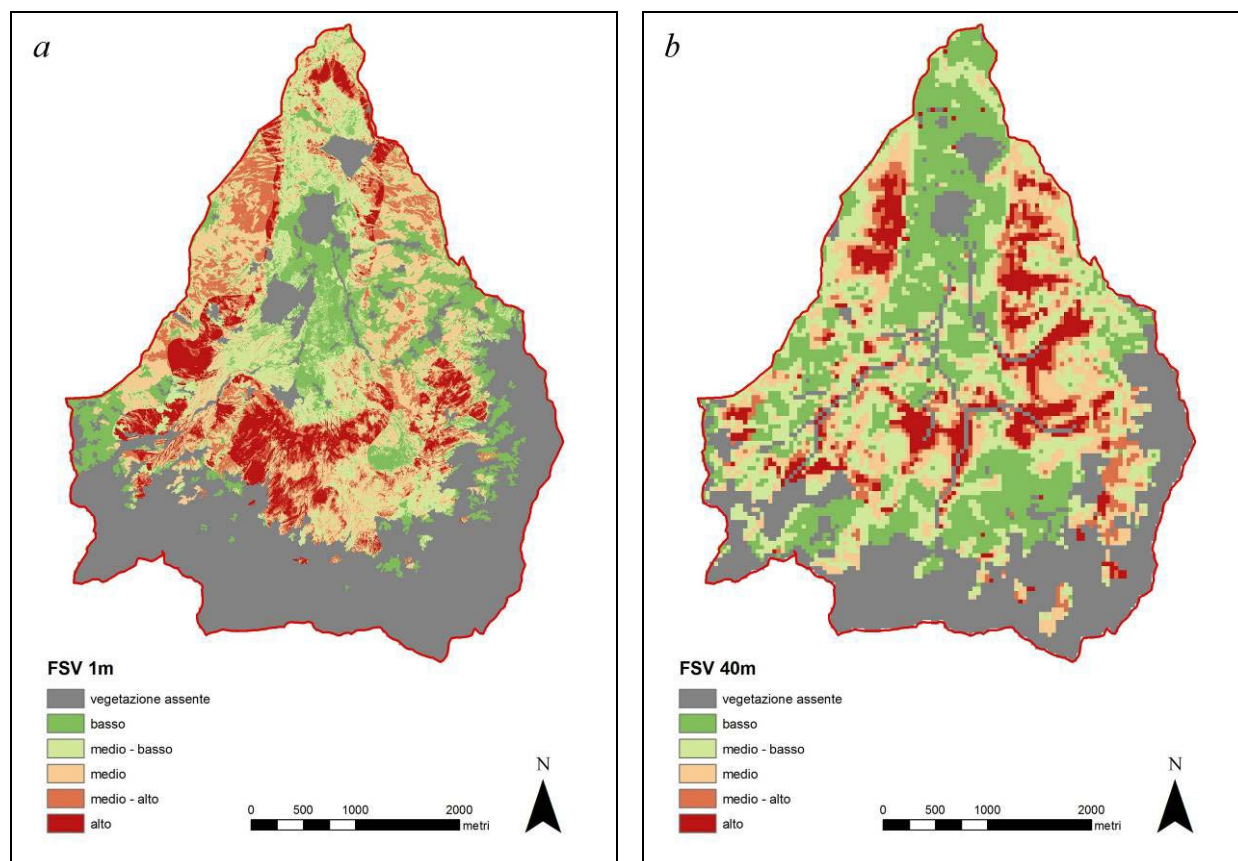 a
FSV 1m
vegetazione assente
basso
medio - basso
medio
medio - alto
alto
N
0 500 1000 2000
metri
b
FSV 40m
vegetazione assente
basso
medio - basso
medio
medio - alto
alto
N
0 500 1000 2000
metri